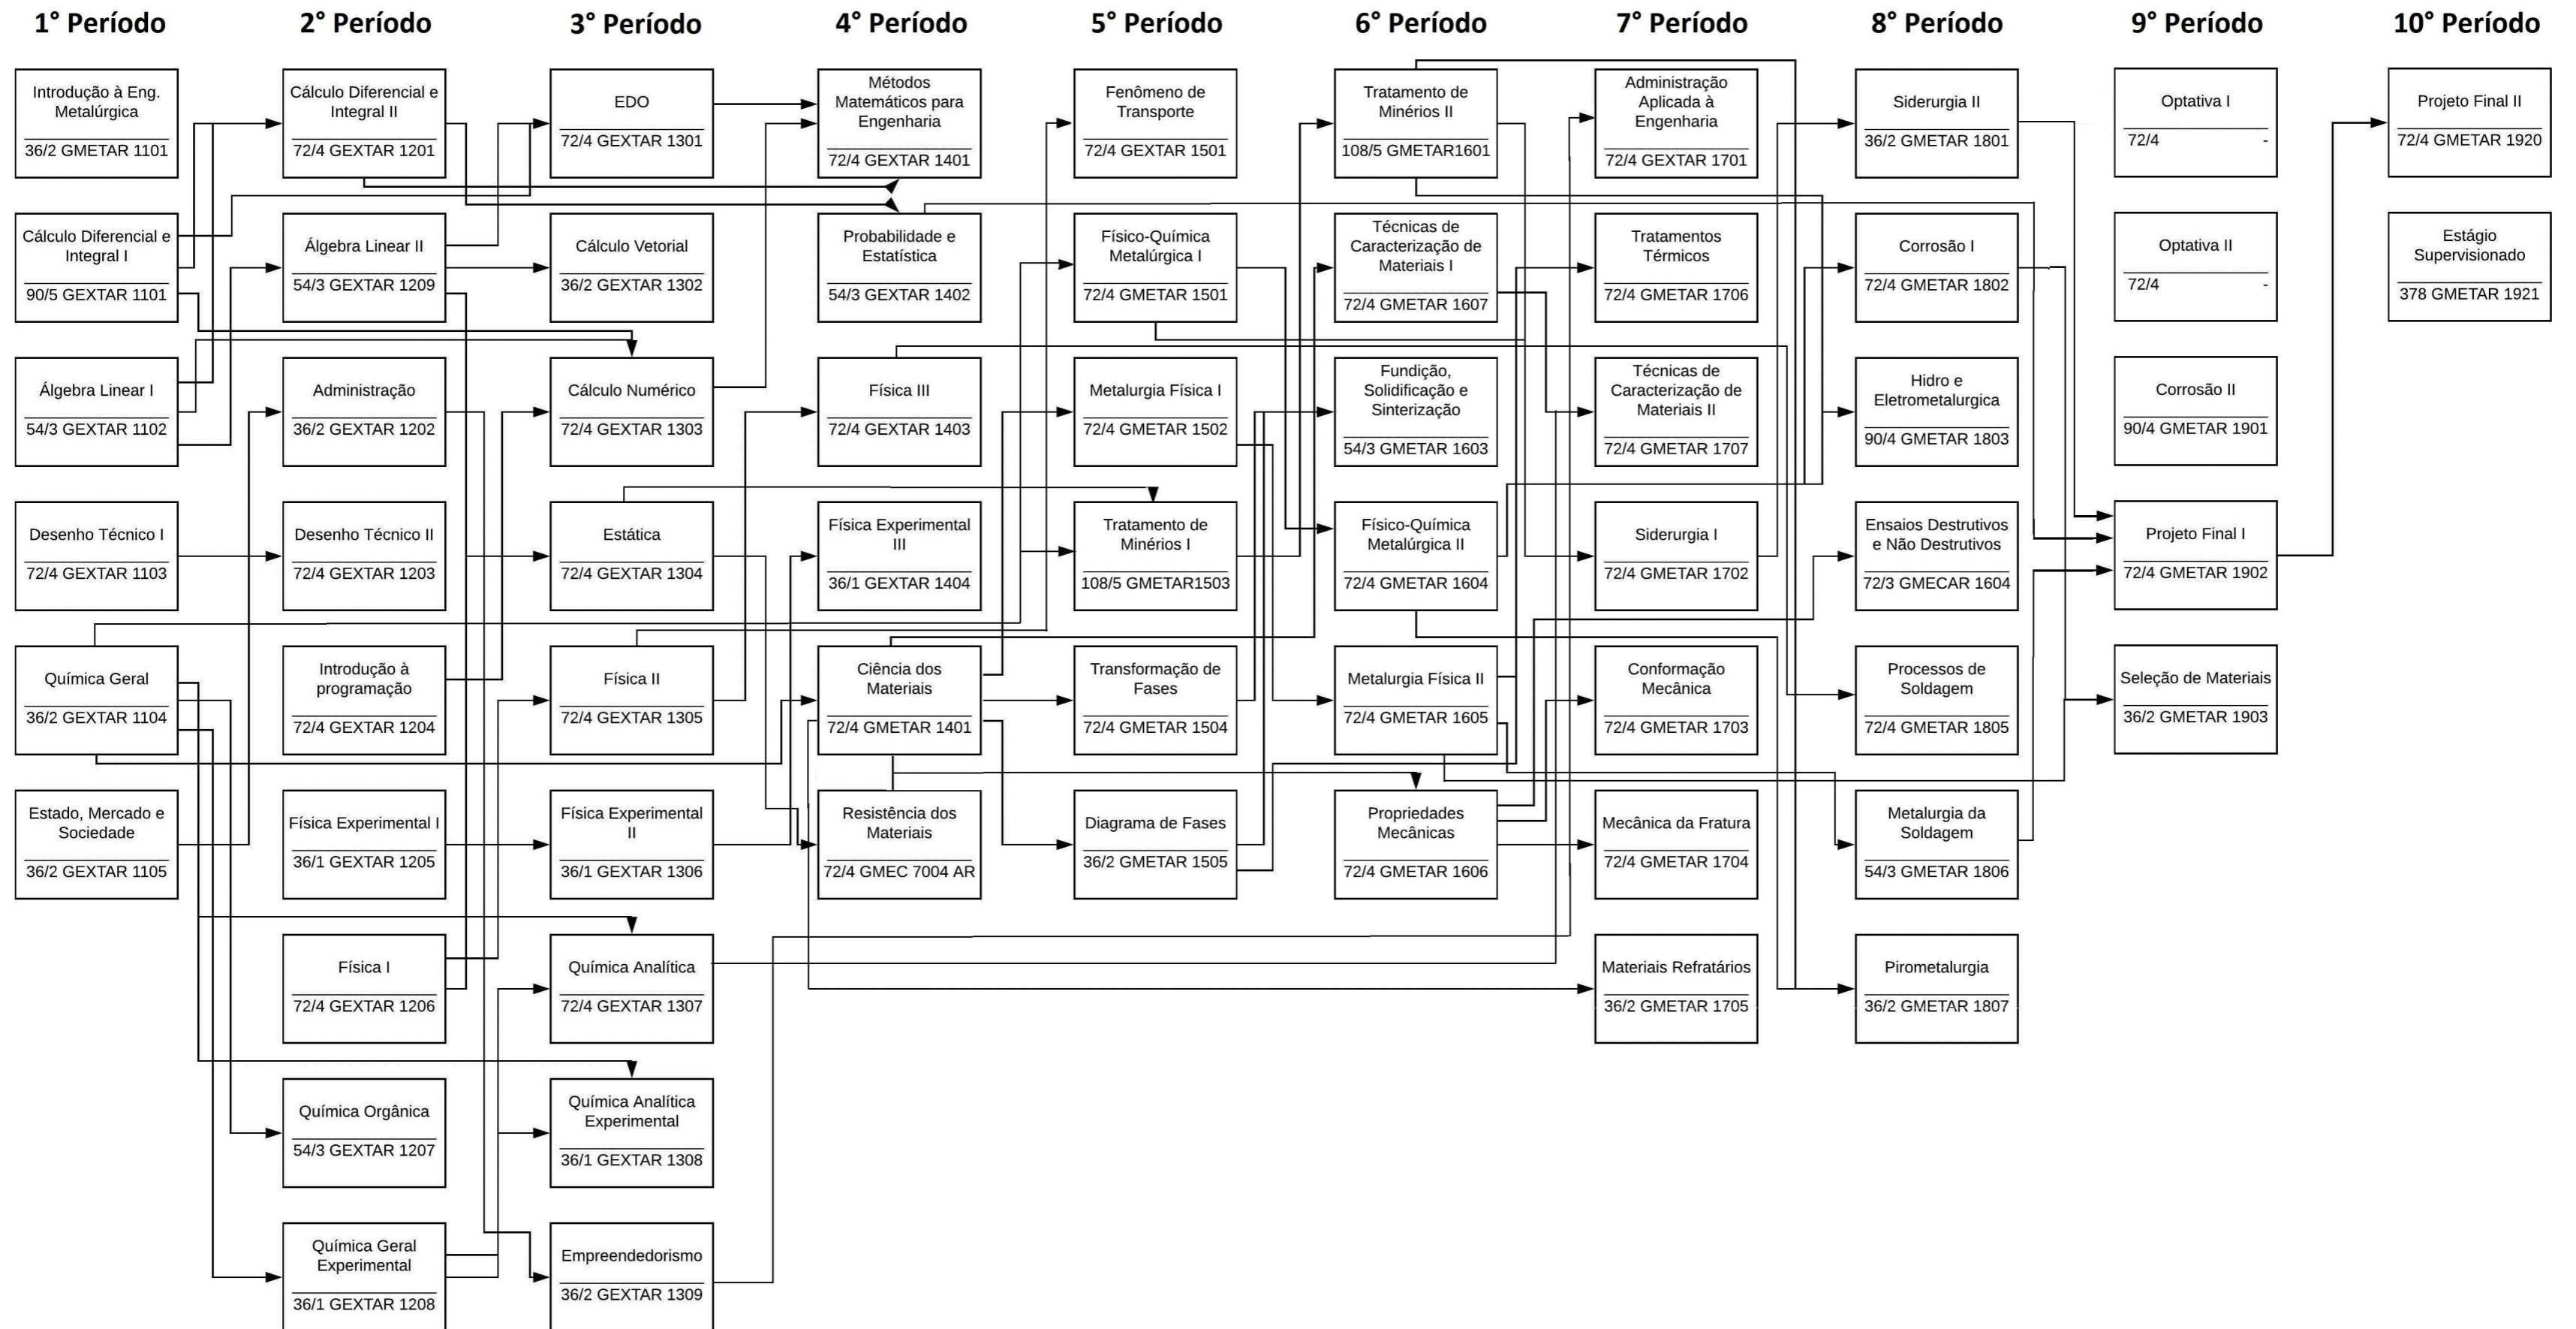 1° Período
2° Período
3° Período
4° Período
5° Período
6° Período
7° Período
8° Período
9° Período
10° Período
Introdução à Eng.
Metalúrgica
36/2 GMETAR 1101
Cálculo Diferencial e
Integral I
90/5 GEXTAR 1101
Álgebra Linear I
54/3 GEXTAR 1102
Desenho Técnico I
72/4 GEXTAR 1103
Química Geral
36/2 GEXTAR 1104
Estado, Mercado e
Sociedade
36/2 GEXTAR 1105
Cálculo Diferencial e
Integral II
72/4 GEXTAR 1201
Álgebra Linear II
54/3 GEXTAR 1209
Administração
36/2 GEXTAR 1202
Desenho Técnico II
72/4 GEXTAR 1203
Introdução à
programação
72/4 GEXTAR 1204
Física Experimental I
36/1 GEXTAR 1205
Física I
72/4 GEXTAR 1206
Química Orgânica
54/3 GEXTAR 1207
Química Geral
Experimental
36/1 GEXTAR 1208
EDO
72/4 GEXTAR 1301
Cálculo Vetorial
36/2 GEXTAR 1302
Cálculo Numérico
72/4 GEXTAR 1303
Estática
72/4 GEXTAR 1304
Física II
72/4 GEXTAR 1305
Física Experimental
II
36/1 GEXTAR 1306
Química Analítica
72/4 GEXTAR 1307
Química Analítica
Experimental
36/1 GEXTAR 1308
Empreendedorismo
36/2 GEXTAR 1309
Métodos
Matemáticos para
Engenharia
72/4 GEXTAR 1401
Probabilidade e
Estatística
54/3 GEXTAR 1402
Física III
72/4 GEXTAR 1403
Física Experimental
III
36/1 GEXTAR 1404
Ciência dos
Materiais
72/4 GMETAR 1401
Resistência dos
Materiais
72/4 GMEC 7004 AR
Fenômeno de
Transporte
72/4 GEXTAR 1501
Físico-Química
Metalúrgica I
72/4 GMETAR 1501
Metalurgia Física I
72/4 GMETAR 1502
Tratamento de
Minérios I
108/5 GMETAR1503
Transformação de
Fases
72/4 GMETAR 1504
Diagrama de Fases
36/2 GMETAR 1505
Tratamento de
Minérios II
108/5 GMETAR1601
Técnicas de
Caracterização de
Materiais I
72/4 GMETAR 1607
Fundição,
Solidificação e
Sinterização
54/3 GMETAR 1603
Físico-Química
Metalúrgica II
72/4 GMETAR 1604
Metalurgia Física II
72/4 GMETAR 1605
Propriedades
Mecânicas
72/4 GMETAR 1606
Administração
Aplicada à
Engenharia
72/4 GEXTAR 1701
Tratamentos
Térmicos
72/4 GMETAR 1706
Técnicas de
Caracterização de
Materiais II
72/4 GMETAR 1707
Siderurgia I
72/4 GMETAR 1702
Conformação
Mecânica
72/4 GMETAR 1703
Mecânica da Fratura
72/4 GMETAR 1704
Materiais Refratários
36/2 GMETAR 1705
Siderurgia II
36/2 GMETAR 1801
Corrosão I
72/4 GMETAR 1802
Hidro e
Eletrometalurgica
90/4 GMETAR 1803
Ensaios Destrutivos
e Não Destrutivos
72/3 GMECAR 1604
Processos de
Soldagem
72/4 GMETAR 1805
Metalurgia da
Soldagem
54/3 GMETAR 1806
Pirometalurgia
36/2 GMETAR 1807
Optativa I
72/4 -
Optativa II
72/4 -
Corrosão II
90/4 GMETAR 1901
Projeto Final I
72/4 GMETAR 1902
Seleção de Materiais
36/2 GMETAR 1903
Projeto Final II
72/4 GMETAR 1920
Estágio
Supervisionado
378 GMETAR 1921